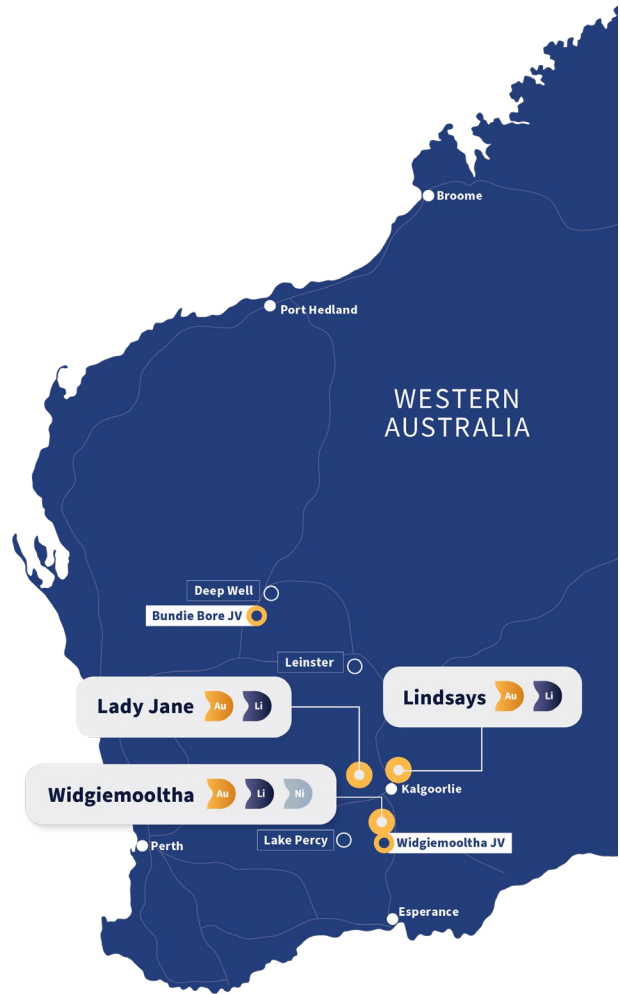 Broome
Port Hedland
WESTERN
AUSTRALIA
Deep Well
Bundie Bore JV
Leinster
Lady Jane Au Li
Lindsays Au Li
Widgiemooltha Au Li Ni
Kalgoorlie
Lake Percy
Widgiemooltha JV
Perth
Esperance